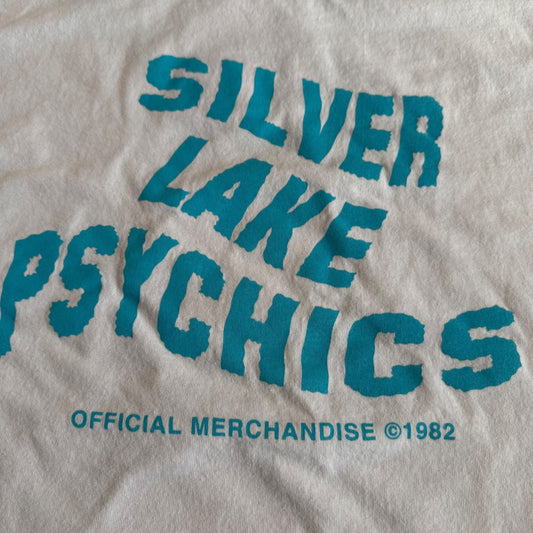 SILVER
LAKE
PSYCHICS
OFFICIAL MERCHANDISE ©1982